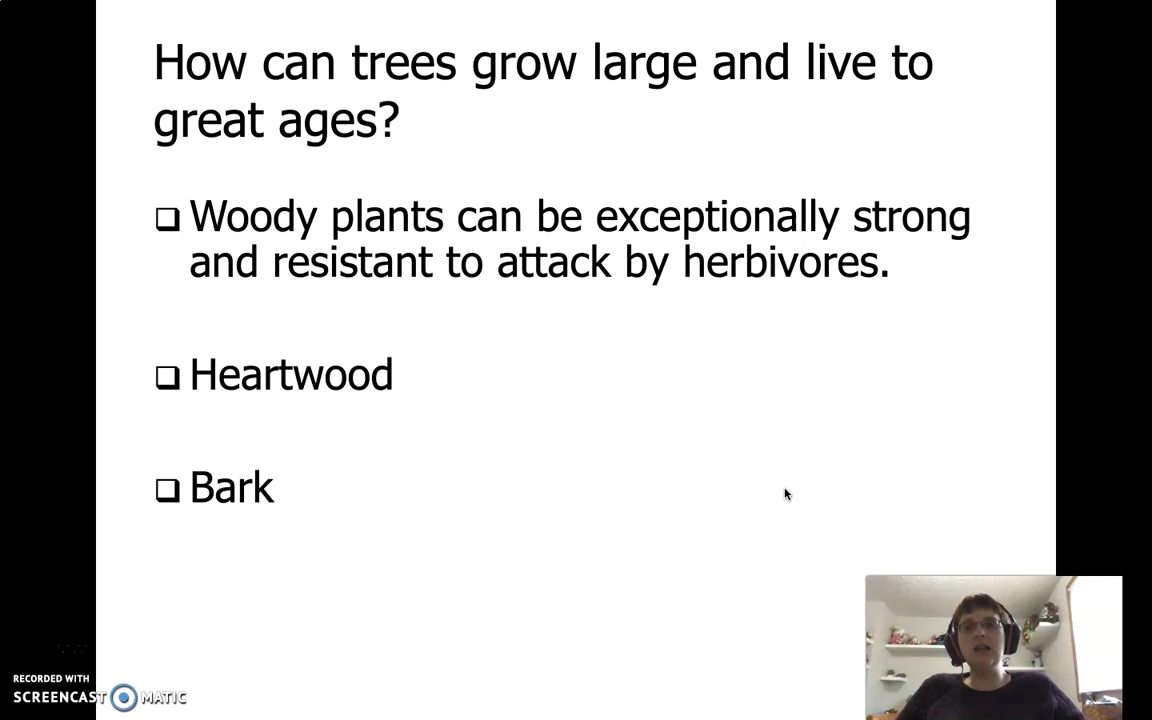 How can trees grow large and live to
great ages?
❑ Woody plants can be exceptionally strong
and resistant to attack by herbivores.
❑ Heartwood
❑ Bark
RECORDED WITH
SCREENCAST MATIC